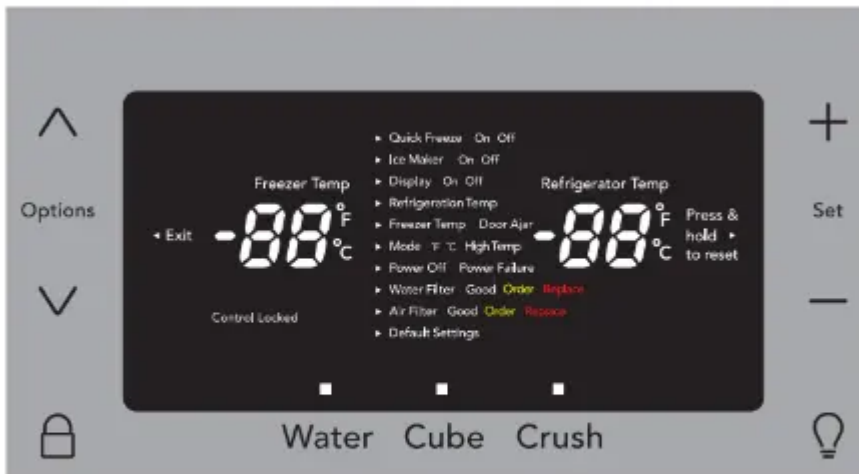 Quick Freeze On Off
Ice Maker On Off
Freezer Temp
Display On Off
Refrigerator Temp
Options
Refrigeration Temp
-88 °F °C
Freezer Temp Door Ajar
-88 °F °C
Press & hold to reset
Set
Exit
Mode °F °C High Temp
Power Off Power Failure
Water Filter Good Order Replace
Air Filter Good Order Replace
Control Locked
Default Settings
Water Cube Crush